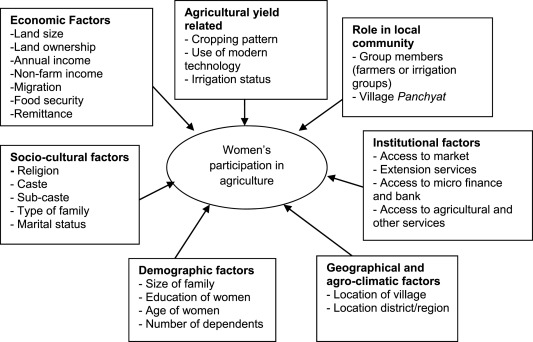 Economic Factors
-Land size
-Land ownership
-Annual income
-Non-farm income
-Migration
-Food security
-Remittance
Agricultural yield
related
- Cropping pattern
- Use of modern
technology
- Irrigation status
Role in local
community
- Group members
(farmers or irrigation
groups)
- Village Panchyat
Women's
participation in
agriculture
Socio-cultural factors
- Religion
- Caste
- Sub-caste
- Type of family
- Marital status
Institutional factors
- Access to market
- Extension services
- Access to micro finance
and bank
- Access to agricultural and
other services
Demographic factors
- Size of family
- Education of women
- Age of women
- Number of dependents
Geographical and
agro-climatic factors
- Location of village
- Location district/region